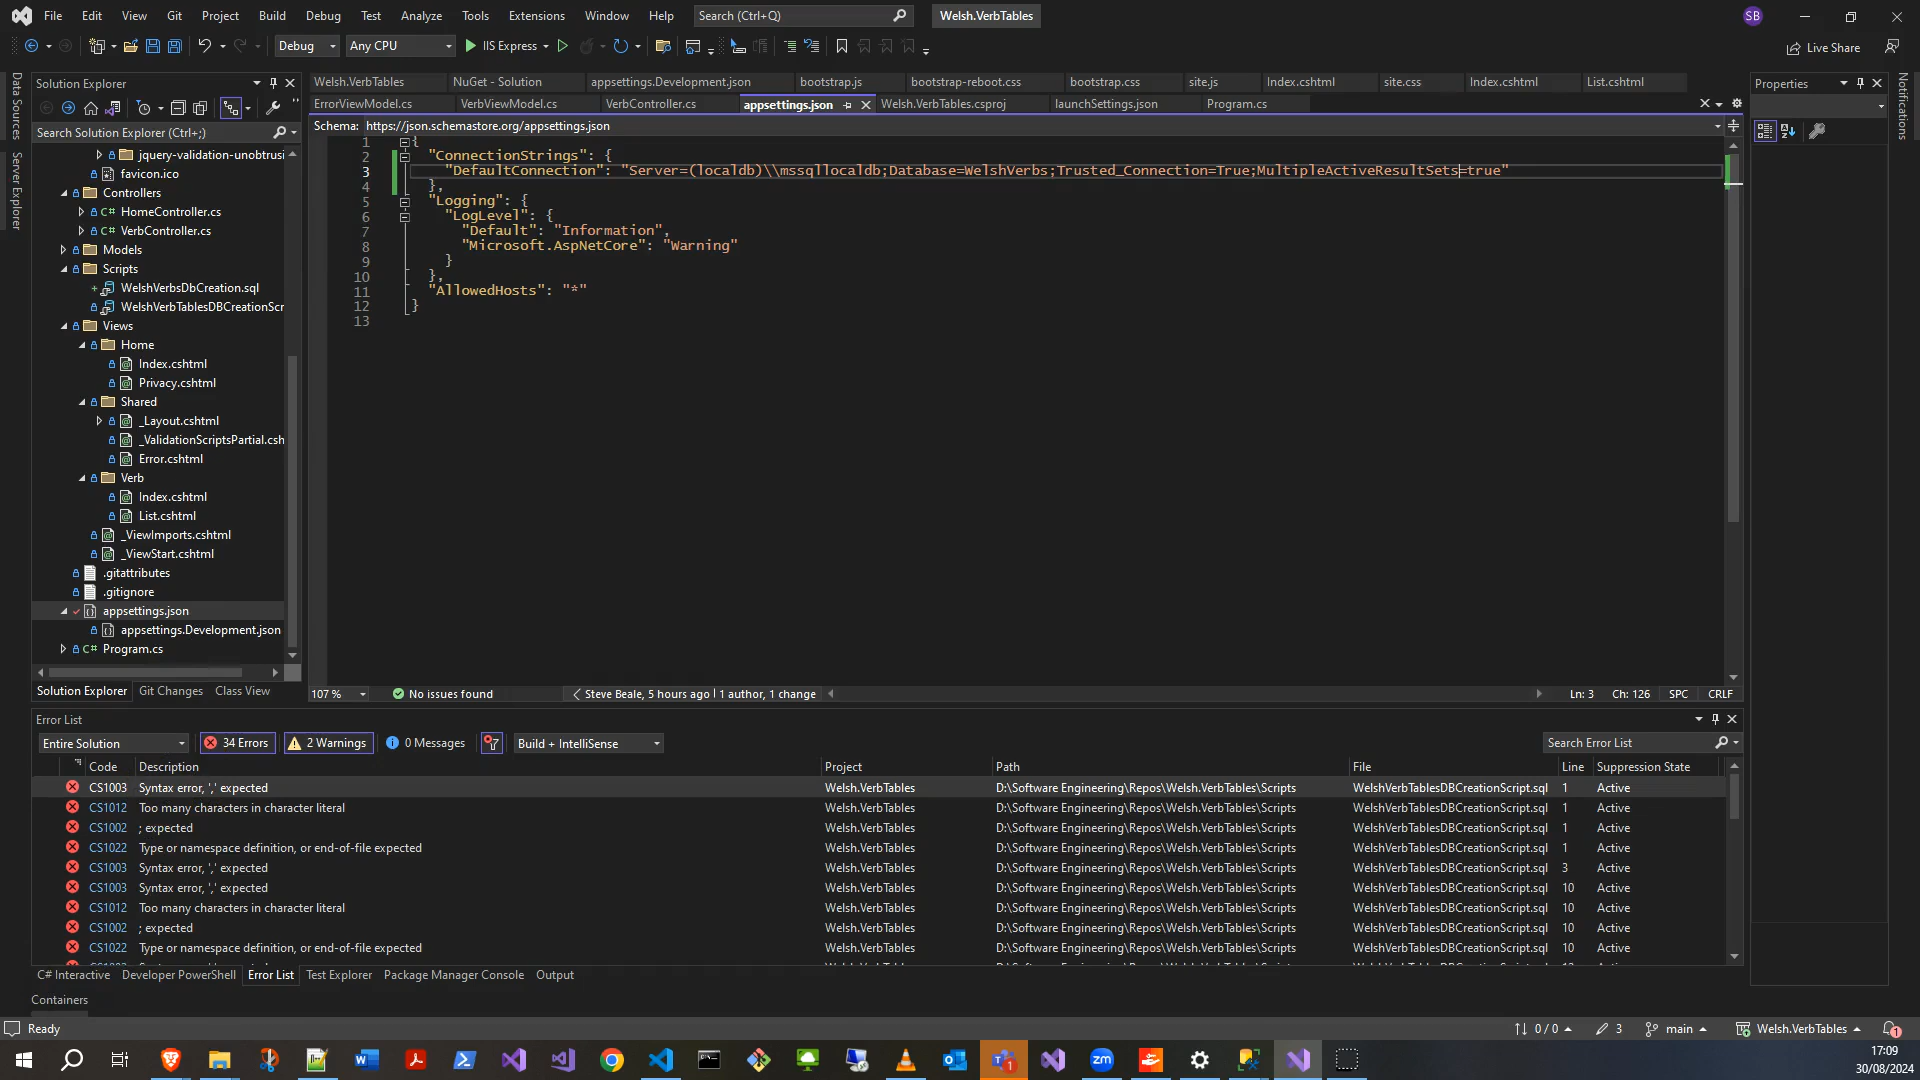 File Edit View Git Project Build Debug Test Analyze Tools Extensions Window Help Search (Ctrl+Q) Welsh.VerbTables SB
Debug Any CPU IIS Express Live Share
Solution Explorer
Search Solution Explorer (Ctrl+;)
jquery-validation-unobtrusi
favicon.ico
Controllers
C# HomeController.cs
C# VerbController.cs
Models
Scripts
WelshVerbsDbCreation.sql
WelshVerbTablesDBCreationScr
Views
Home
Index.cshtml
Privacy.cshtml
Shared
_Layout.cshtml
_ValidationScriptsPartial.csh
Error.cshtml
Verb
Index.cshtml
List.cshtml
_ViewImports.cshtml
_ViewStart.cshtml
.gitattributes
.gitignore
appsettings.json
appsettings.Development.json
C# Program.cs
Solution Explorer Git Changes Class View
Data Sources
Server Explorer
Welsh.VerbTables NuGet - Solution appsettings.Development.json bootstrap.js bootstrap-reboot.css bootstrap.css site.js Index.cshtml site.css Index.cshtml List.cshtml
ErrorViewModel.cs VerbViewModel.cs VerbController.cs appsettings.json Welsh.VerbTables.csproj launchSettings.json Program.cs
Schema: https://json.schemastore.org/appsettings.json
1 {
2 "ConnectionStrings": {
3 "DefaultConnection": "Server=(localdb)\\mssqllocaldb;Database=WelshVerbs;Trusted_Connection=True;MultipleActiveResultSets=true"
4 },
5 "Logging": {
6 "LogLevel": {
7 "Default": "Information",
8 "Microsoft.AspNetCore": "Warning"
9 }
10 },
11 "AllowedHosts": "*"
12 }
13
107 % No issues found Steve Beale, 5 hours ago | 1 author, 1 change Ln: 3 Ch: 126 SPC CRLF
Properties
Notifications
Error List
Entire Solution 34 Errors 2 Warnings 0 Messages Build + IntelliSense Search Error List
Code Description Project Path File Line Suppression State
CS1003 Syntax error, ',' expected Welsh.VerbTables D:\Software Engineering\Repos\Welsh.VerbTables\Scripts WelshVerbTablesDBCreationScript.sql 1 Active
CS1012 Too many characters in character literal Welsh.VerbTables D:\Software Engineering\Repos\Welsh.VerbTables\Scripts WelshVerbTablesDBCreationScript.sql 1 Active
CS1002 ; expected Welsh.VerbTables D:\Software Engineering\Repos\Welsh.VerbTables\Scripts WelshVerbTablesDBCreationScript.sql 1 Active
CS1022 Type or namespace definition, or end-of-file expected Welsh.VerbTables D:\Software Engineering\Repos\Welsh.VerbTables\Scripts WelshVerbTablesDBCreationScript.sql 1 Active
CS1003 Syntax error, ',' expected Welsh.VerbTables D:\Software Engineering\Repos\Welsh.VerbTables\Scripts WelshVerbTablesDBCreationScript.sql 3 Active
CS1003 Syntax error, ',' expected Welsh.VerbTables D:\Software Engineering\Repos\Welsh.VerbTables\Scripts WelshVerbTablesDBCreationScript.sql 10 Active
CS1012 Too many characters in character literal Welsh.VerbTables D:\Software Engineering\Repos\Welsh.VerbTables\Scripts WelshVerbTablesDBCreationScript.sql 10 Active
CS1002 ; expected Welsh.VerbTables D:\Software Engineering\Repos\Welsh.VerbTables\Scripts WelshVerbTablesDBCreationScript.sql 10 Active
CS1022 Type or namespace definition, or end-of-file expected Welsh.VerbTables D:\Software Engineering\Repos\Welsh.VerbTables\Scripts WelshVerbTablesDBCreationScript.sql 10 Active
C# Interactive Developer PowerShell Error List Test Explorer Package Manager Console Output
Containers
Ready 0 / 0 3 main Welsh.VerbTables 1
zm
17:09
30/08/2024